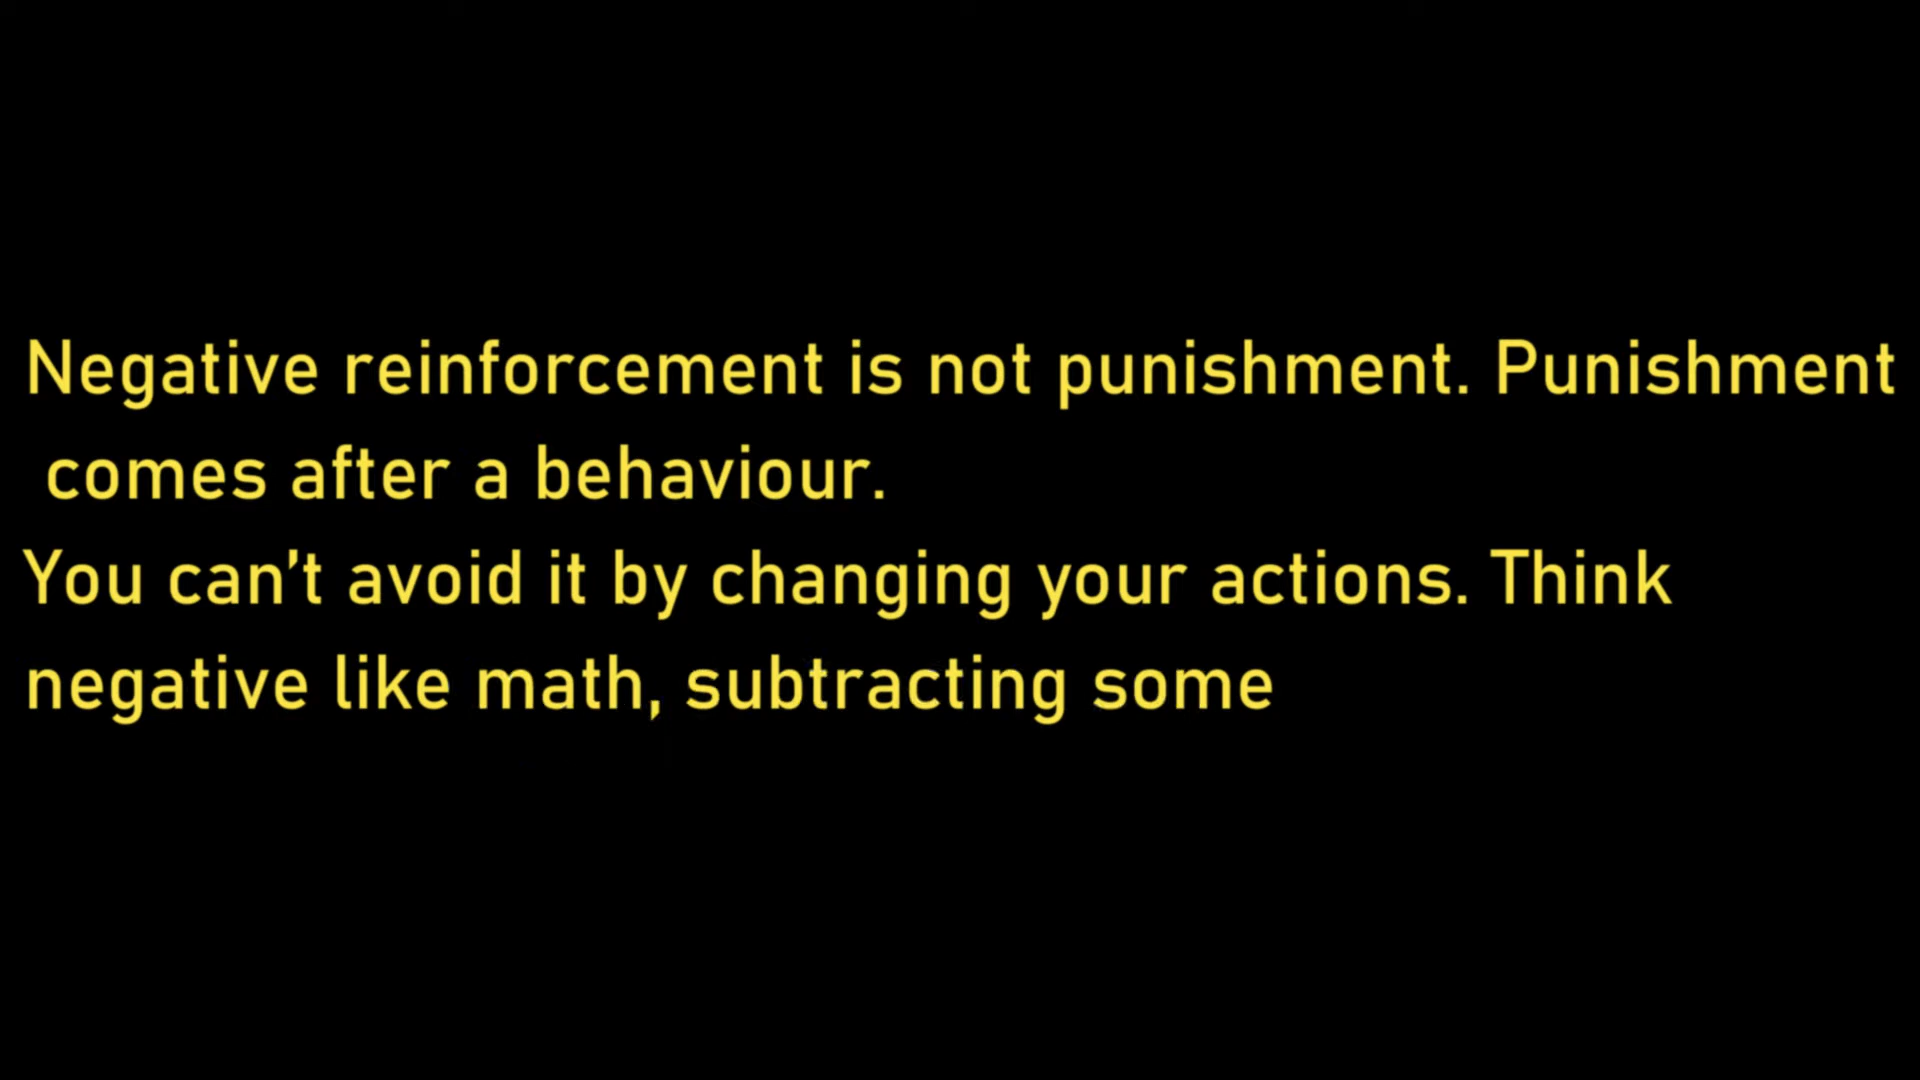 Negative reinforcement is not punishment. Punishment
comes after a behaviour.
You can’t avoid it by changing your actions. Think
negative like math, subtracting some